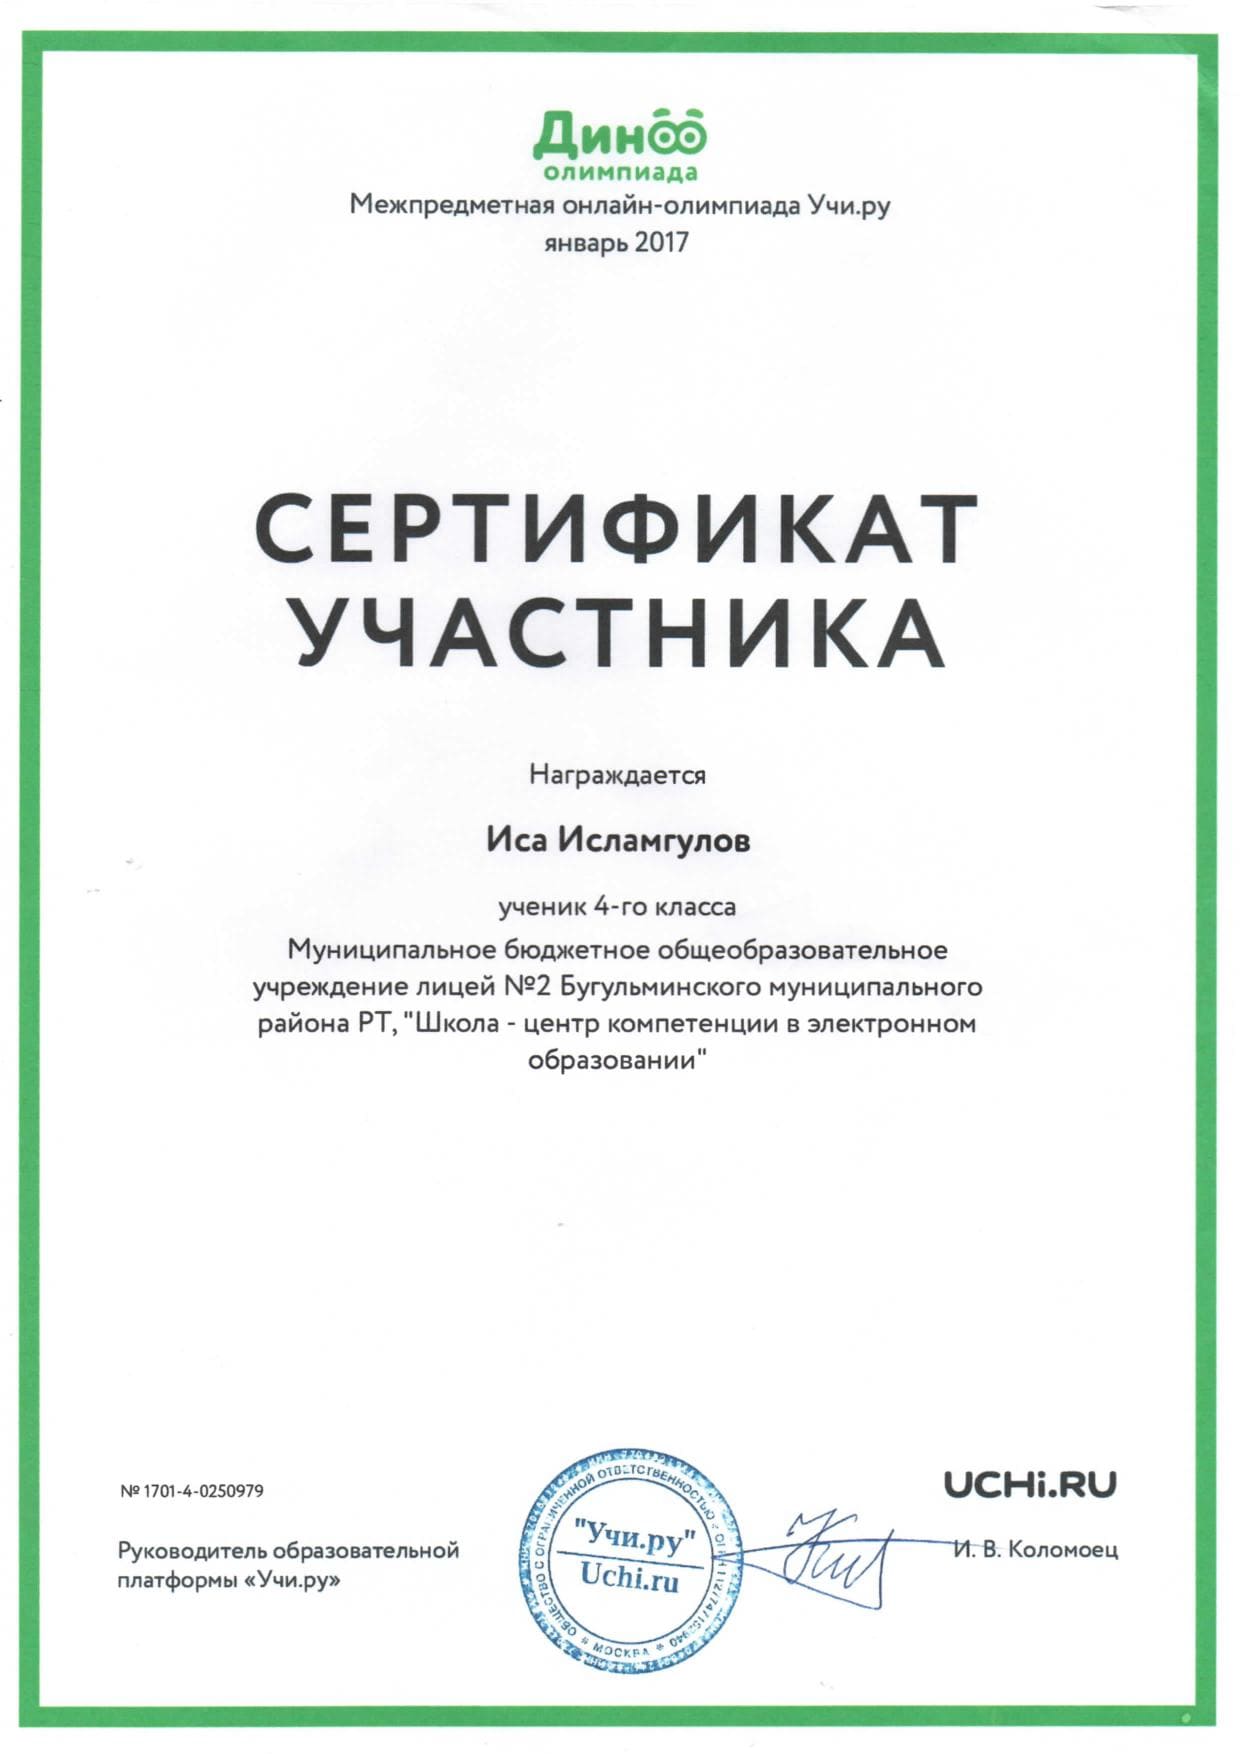 Дино
олимпиада
Межпредметная онлайн-олимпиада Учи.ру
январь 2017
СЕРТИФИКАТ
УЧАСТНИКА
Награждается
Иса Исламгулов
ученик 4-го класса
Муниципальное бюджетное общеобразовательное
учреждение лицей №2 Бугульминского муниципального
района РТ, "Школа - центр компетенции в электронном
образовании"
№ 1701-4-0250979
UCHi.RU
Руководитель образовательной
платформы «Учи.ру»
ОБЩЕСТВО С ОГРАНИЧЕННОЙ ОТВЕТСТВЕННОСТЬЮ
"Учи.ру"
Uchi.ru
МОСКВА
И. В. Коломоец